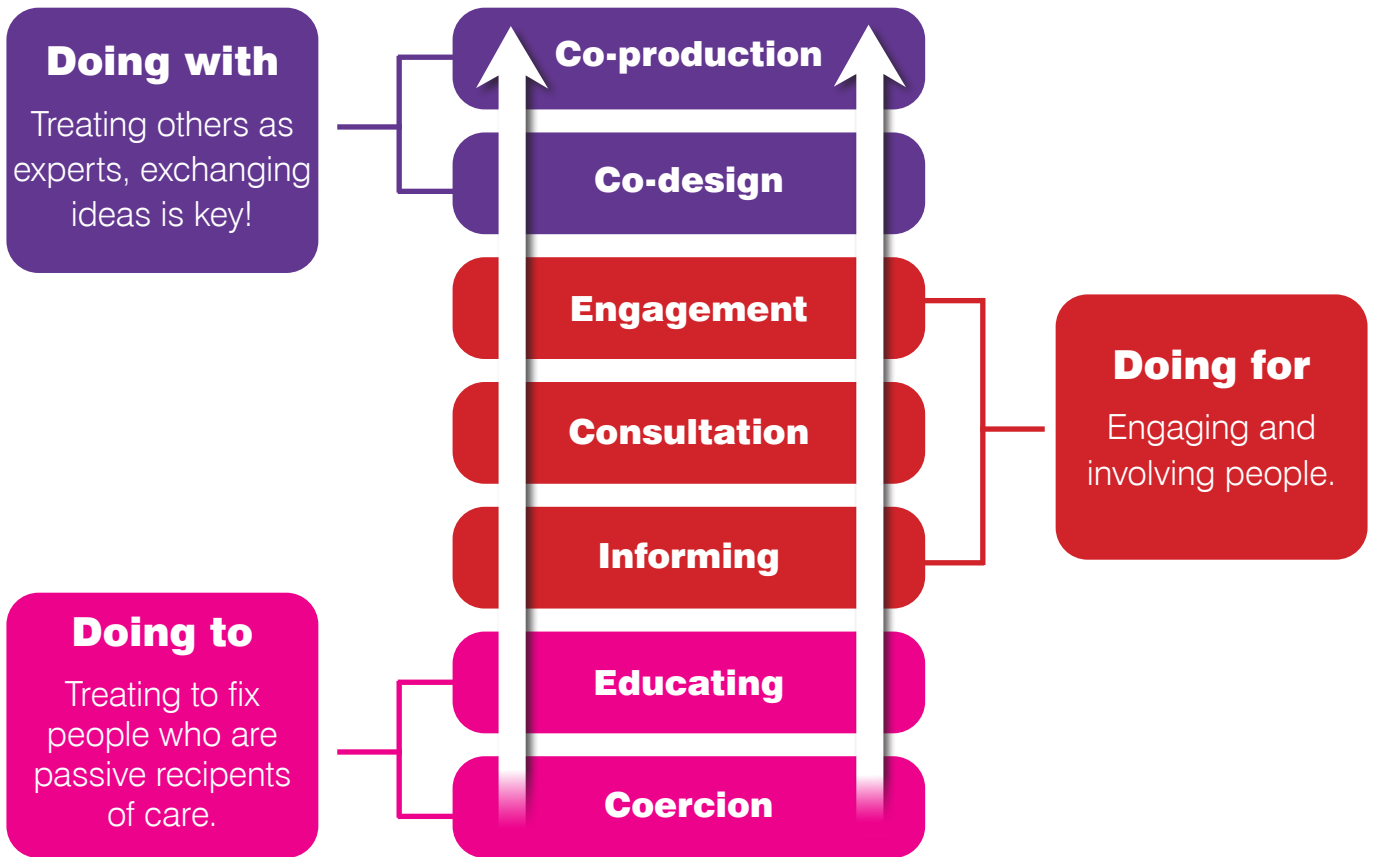 Doing with
Treating others as
experts, exchanging
ideas is key!
Co-production
Co-design
Engagement
Consultation
Informing
Educating
Coercion
Doing for
Engaging and
involving people.
Doing to
Treating to fix
people who are
passive recipents
of care.